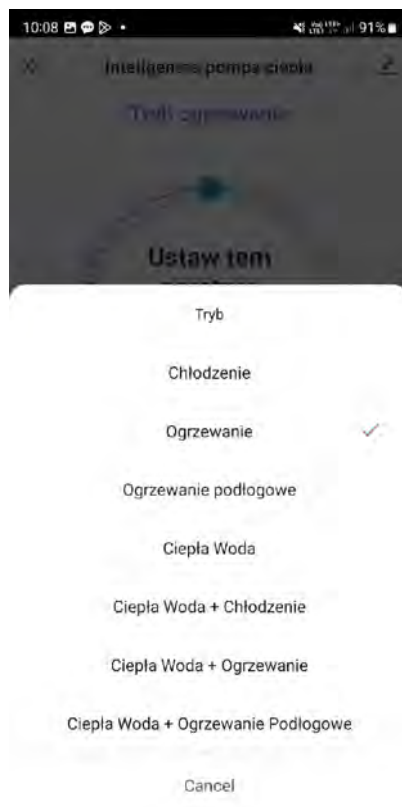 10:08 91%
Inteligentna pompa ciepła
Tryb ogrzewania
Ustaw tem
Tryb
Chłodzenie
Ogrzewanie
Ogrzewanie podłogowe
Ciepła Woda
Ciepła Woda + Chłodzenie
Ciepła Woda + Ogrzewanie
Ciepła Woda + Ogrzewanie Podłogowe
Cancel